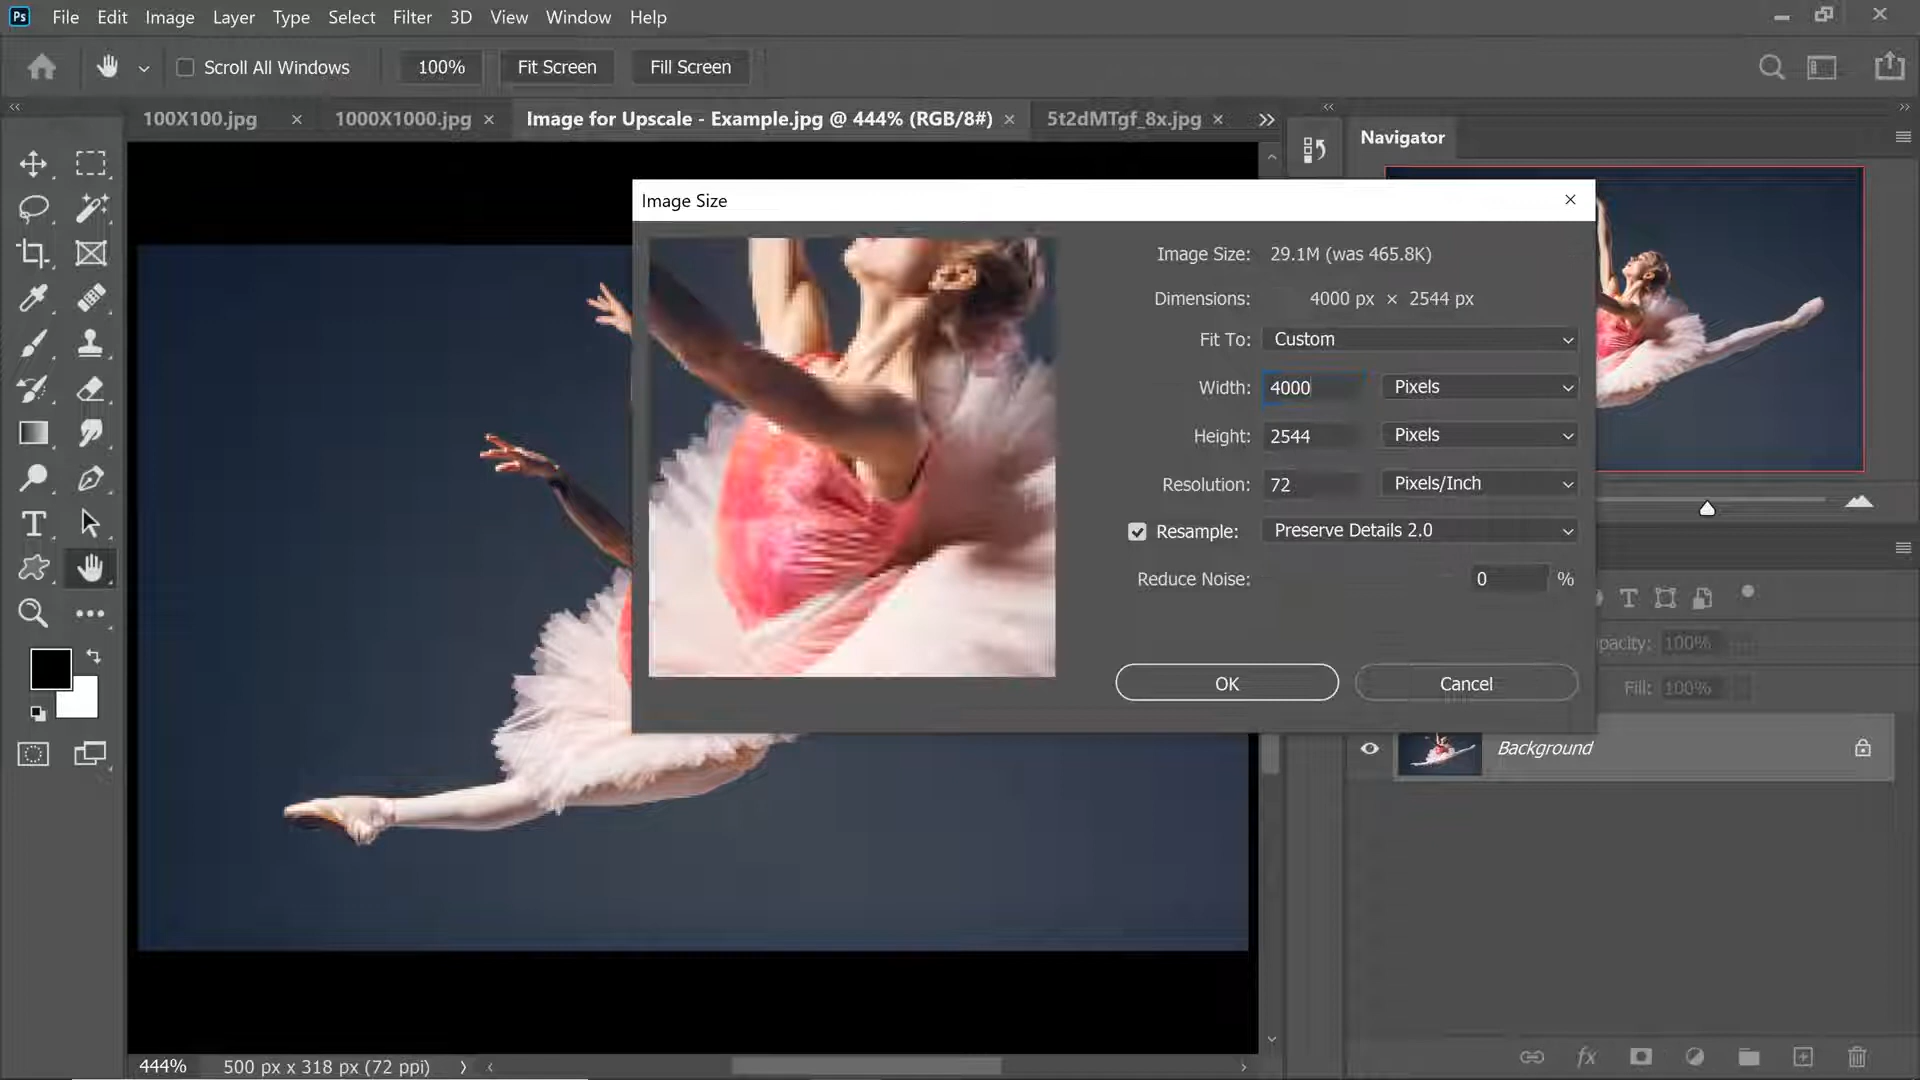 Ps File Edit Image Layer Type Select Filter 3D View Window Help
Scroll All Windows 100% Fit Screen Fill Screen
100X100.jpg × 1000X1000.jpg × Image for Upscale - Example.jpg @ 444% (RGB/8#) × 5t2dMTgf_8x.jpg ×
Navigator
Image Size
Image Size: 29.1M (was 465.8K)
Dimensions: 4000 px × 2544 px
Fit To: Custom
Width: 4000 Pixels
Height: 2544 Pixels
Resolution: 72 Pixels/Inch
Resample: Preserve Details 2.0
Reduce Noise: 0 %
OK Cancel
pacity: 100%
Fill: 100%
Background
444% 500 px x 318 px (72 ppi)
fx